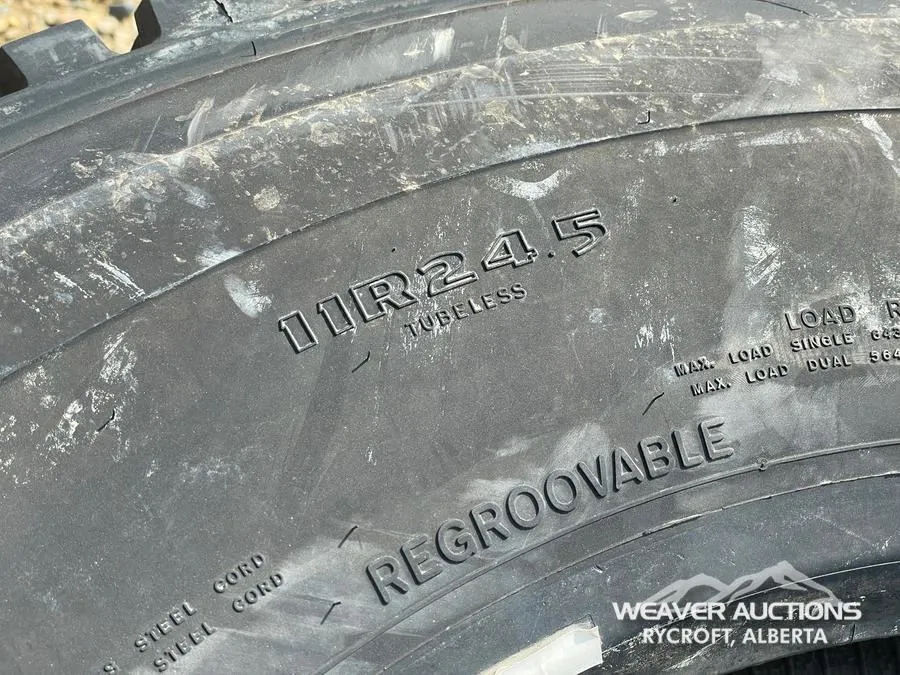 11R24.5
TUBELESS
LOAD
MAX. LOAD SINGLE
MAX. LOAD DUAL
REGROOVABLE
STEEL CORD
STEEL CORD
WEAVER AUCTIONS
RYCROFT, ALBERTA